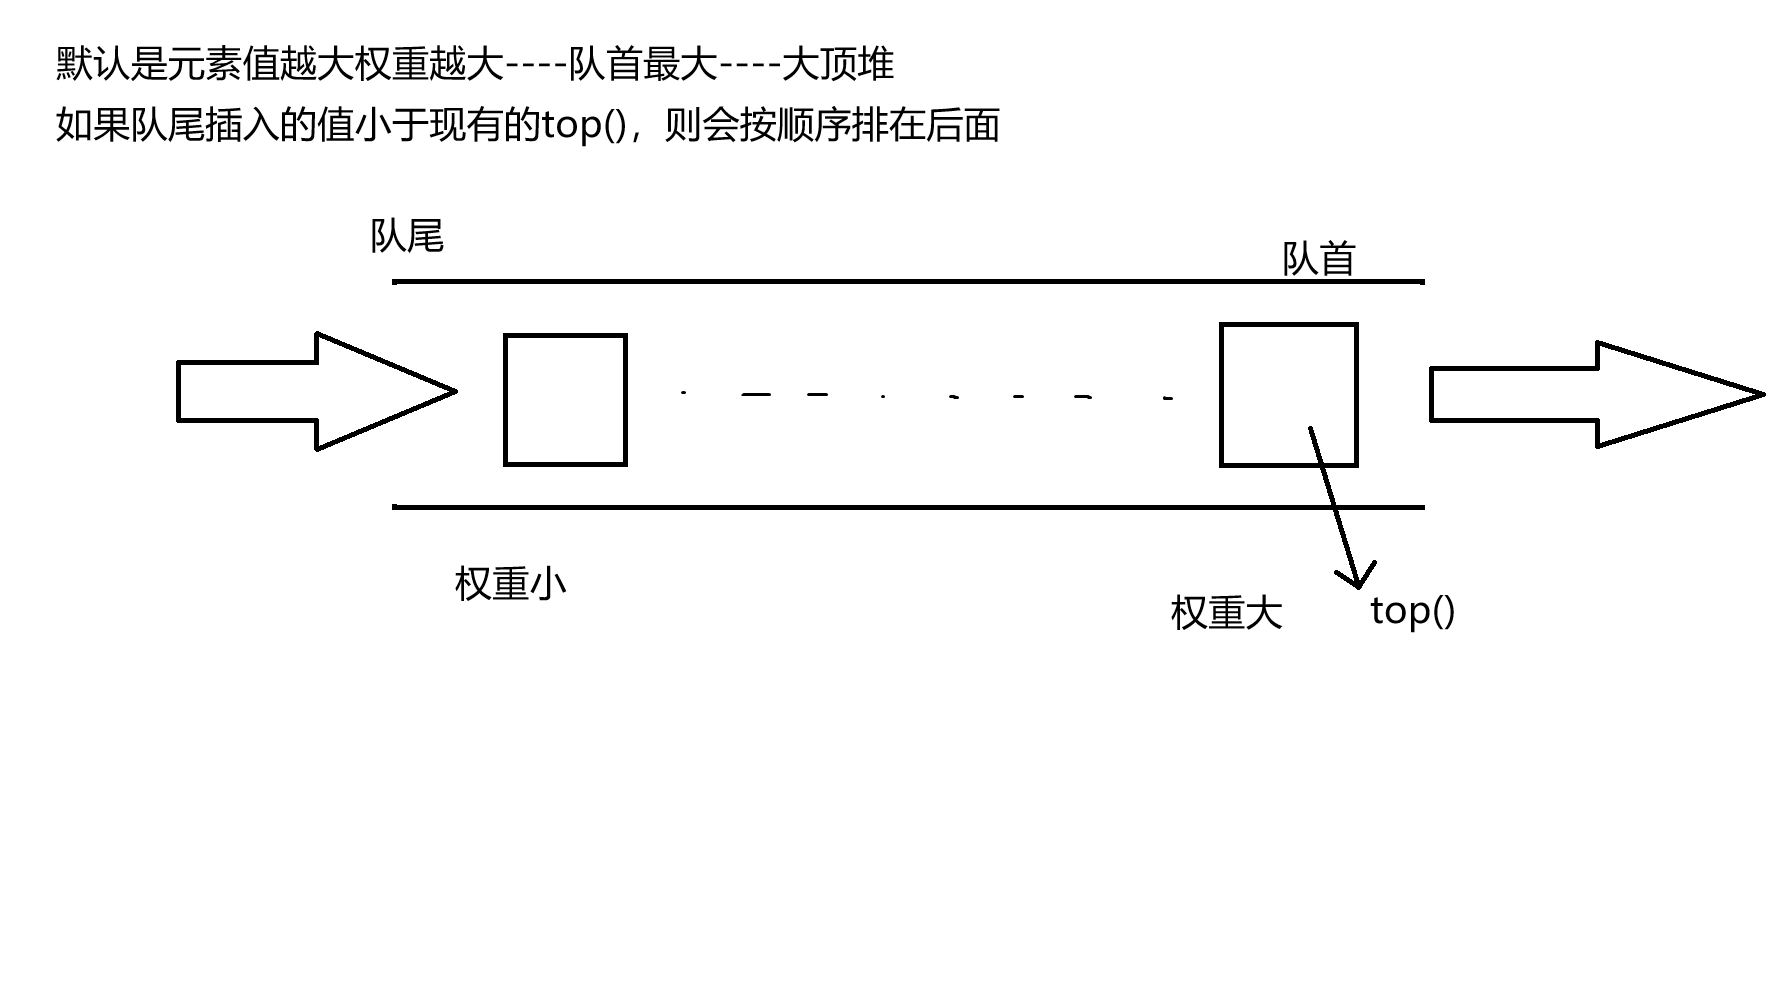 默认是元素值越大权重越大----队首最大----大顶堆
如果队尾插入的值小于现有的top()，则会按顺序排在后面
队尾
队首
权重小
权重大
top()